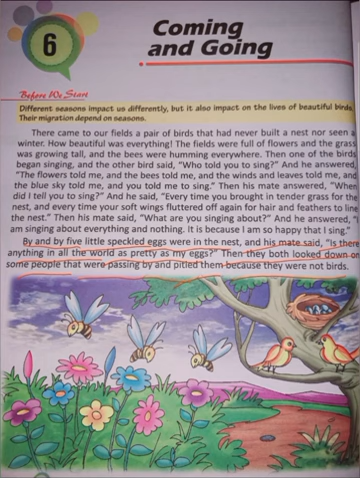 6
Coming
and Going
Before We Start
Different seasons impact us differently, but it also impact on the lives of beautiful birds.
Their migration depend on seasons.
There came to our fields a pair of birds that had never built a nest nor seen a
winter. How beautiful was everything! The fields were full of flowers and the grass
was growing tall, and the bees were humming everywhere. Then one of the birds
began singing, and the other bird said, "Who told you to sing?" And he answered,
"The flowers told me, and the bees told me, and the winds and leaves told me, and
the blue sky told me, and you told me to sing." Then his mate answered, "When
did I tell you to sing?" And he said, "Every time you brought in tender grass for the
nest, and every time your soft wings fluttered off again for hair and feathers to line
the nest." Then his mate said, "What are you singing about?" And he answered, "I
am singing about everything and nothing. It is because I am so happy that I sing."
By and by five little speckled eggs were in the nest, and his mate said, "Is there
anything in all the world as pretty as my eggs?" Then they both looked down on
some people that were passing by and pitied them because they were not birds.